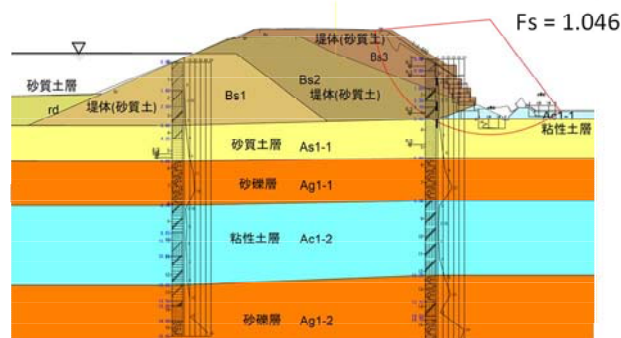 Fs = 1.046
堤体(砂質土)
Bs3
砂質土層
rd
堤体(砂質土)
Bs1
Bs2
堤体(砂質土)
Ac1-1
粘性土層
砂質土層 As1-1
砂礫層 Ag1-1
粘性土層 Ac1-2
砂礫層 Ag1-2